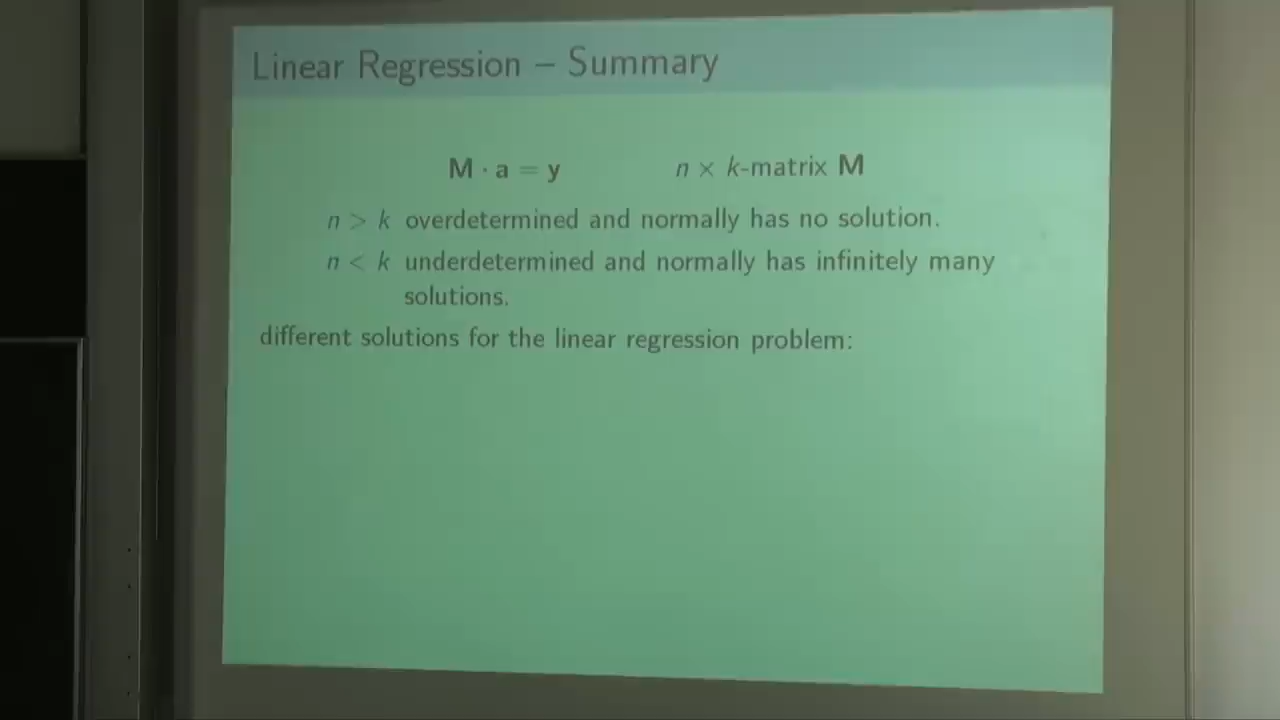 Linear Regression – Summary
M · a = y n × k-matrix M
n > k overdetermined and normally has no solution.
n < k underdetermined and normally has infinitely many
solutions.
different solutions for the linear regression problem: